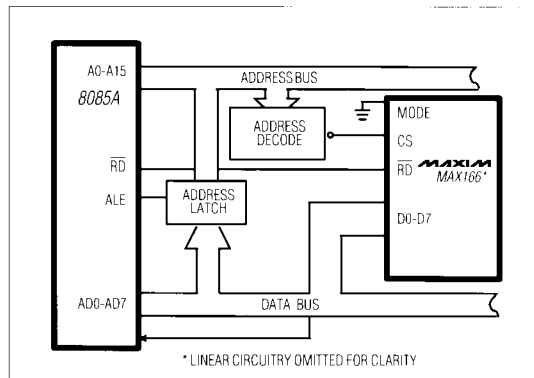 A0-A15
8085A
RD
ALE
AD0-AD7
ADDRESS BUS
ADDRESS
DECODE
ADDRESS
LATCH
DATA BUS
MODE
CS
RD
MAXIM
MAX166*
D0-D7
* LINEAR CIRCUITRY OMITTED FOR CLARITY